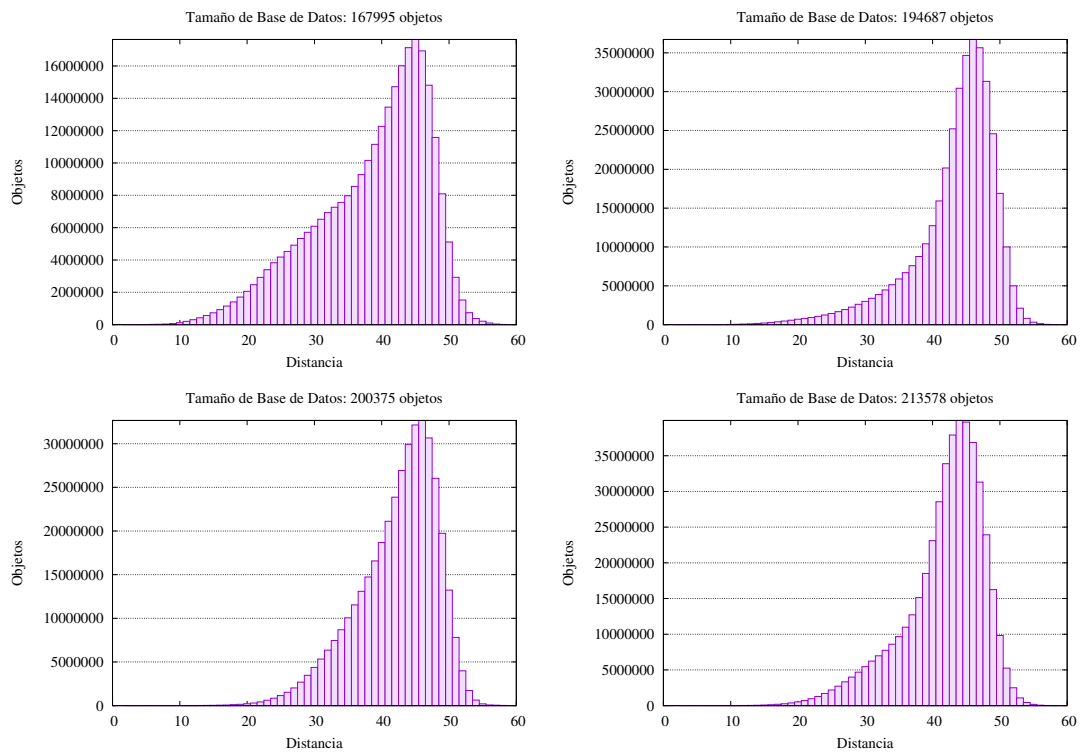 Tamaño de Base de Datos: 167995 objetos
16000000
14000000
12000000
10000000
8000000
6000000
4000000
2000000
0
Objetos
0 10 20 30 40 50 60
Distancia
Tamaño de Base de Datos: 194687 objetos
35000000
30000000
25000000
20000000
15000000
10000000
5000000
0
Objetos
0 10 20 30 40 50 60
Distancia
Tamaño de Base de Datos: 200375 objetos
30000000
25000000
20000000
15000000
10000000
5000000
0
Objetos
0 10 20 30 40 50 60
Distancia
Tamaño de Base de Datos: 213578 objetos
35000000
30000000
25000000
20000000
15000000
10000000
5000000
0
Objetos
0 10 20 30 40 50 60
Distancia